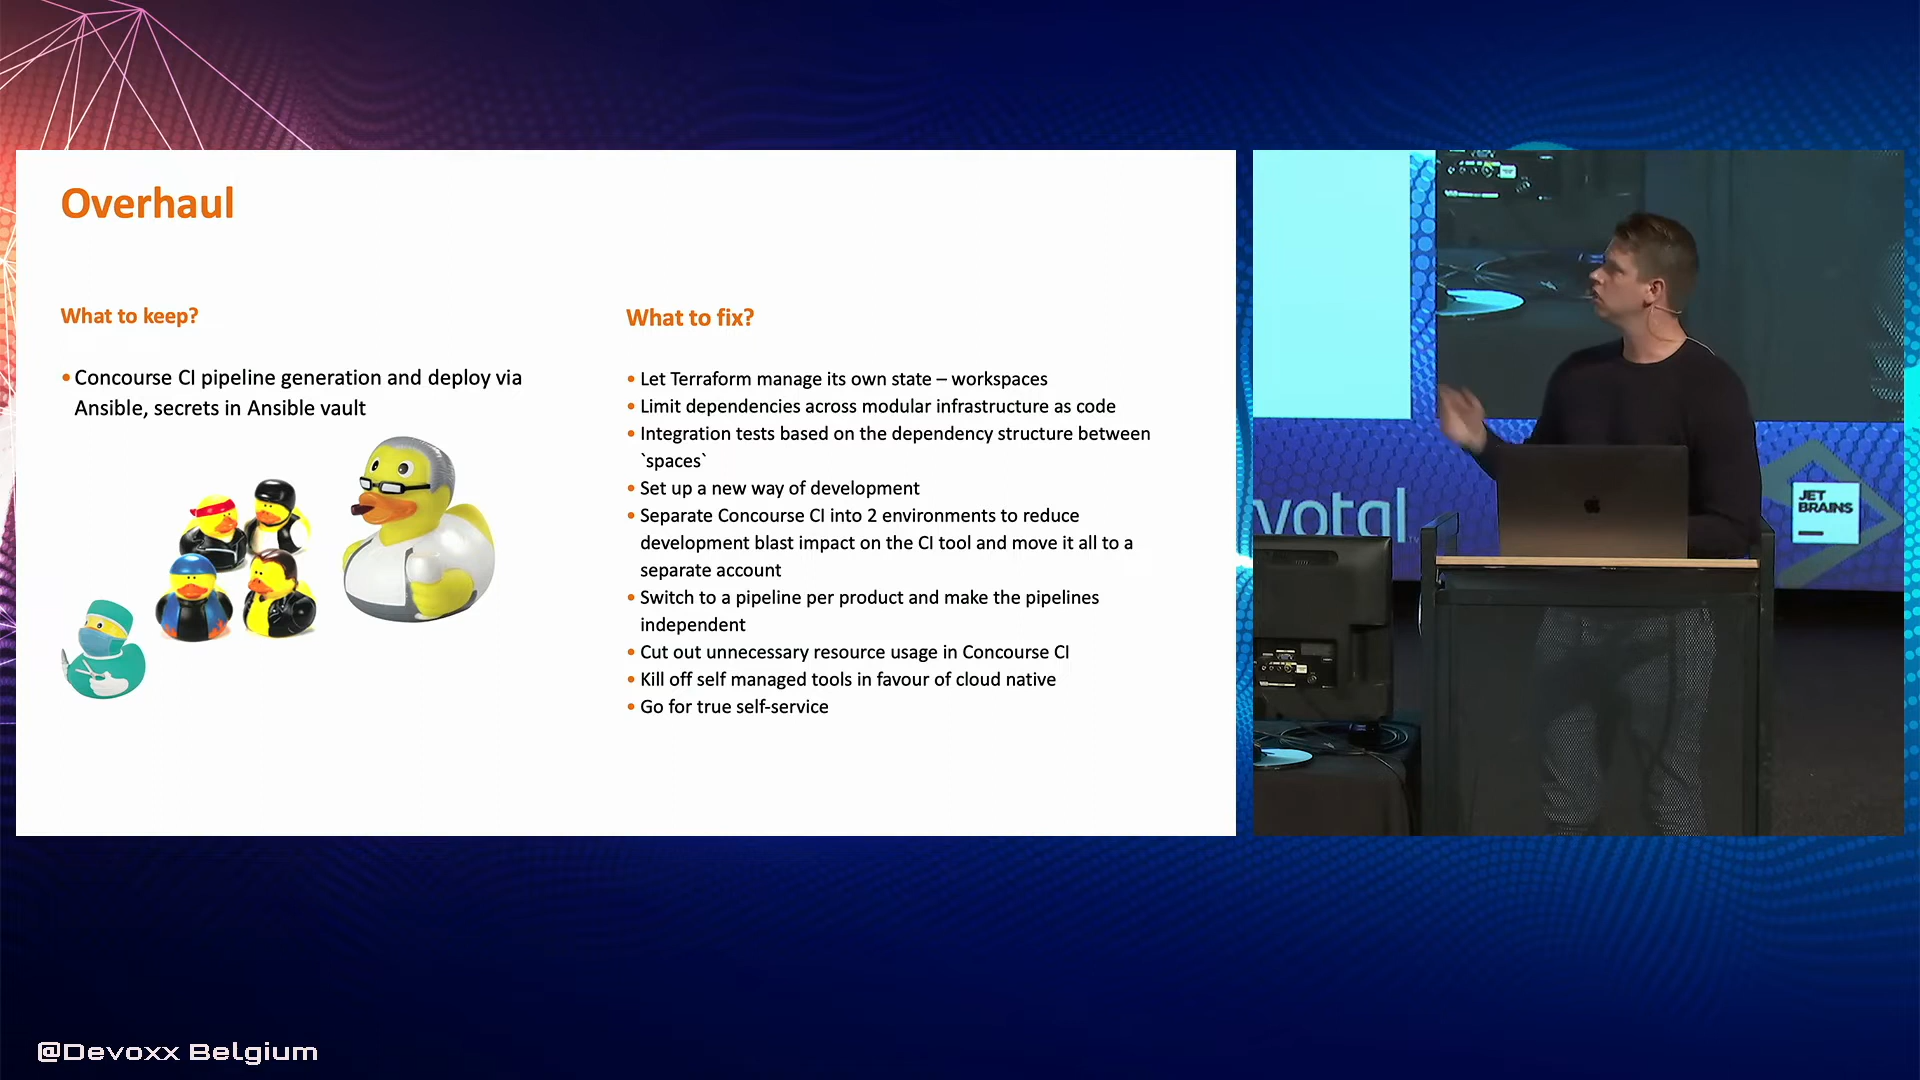 Overhaul
What to keep?
• Concourse CI pipeline generation and deploy via
Ansible, secrets in Ansible vault
What to fix?
• Let Terraform manage its own state – workspaces
• Limit dependencies across modular infrastructure as code
• Integration tests based on the dependency structure between
`spaces`
• Set up a new way of development
• Separate Concourse CI into 2 environments to reduce
development blast impact on the CI tool and move it all to a
separate account
• Switch to a pipeline per product and make the pipelines
independent
• Cut out unnecessary resource usage in Concourse CI
• Kill off self managed tools in favour of cloud native
• Go for true self-service
votal
JET
BRAINS
@Devoxx Belgium